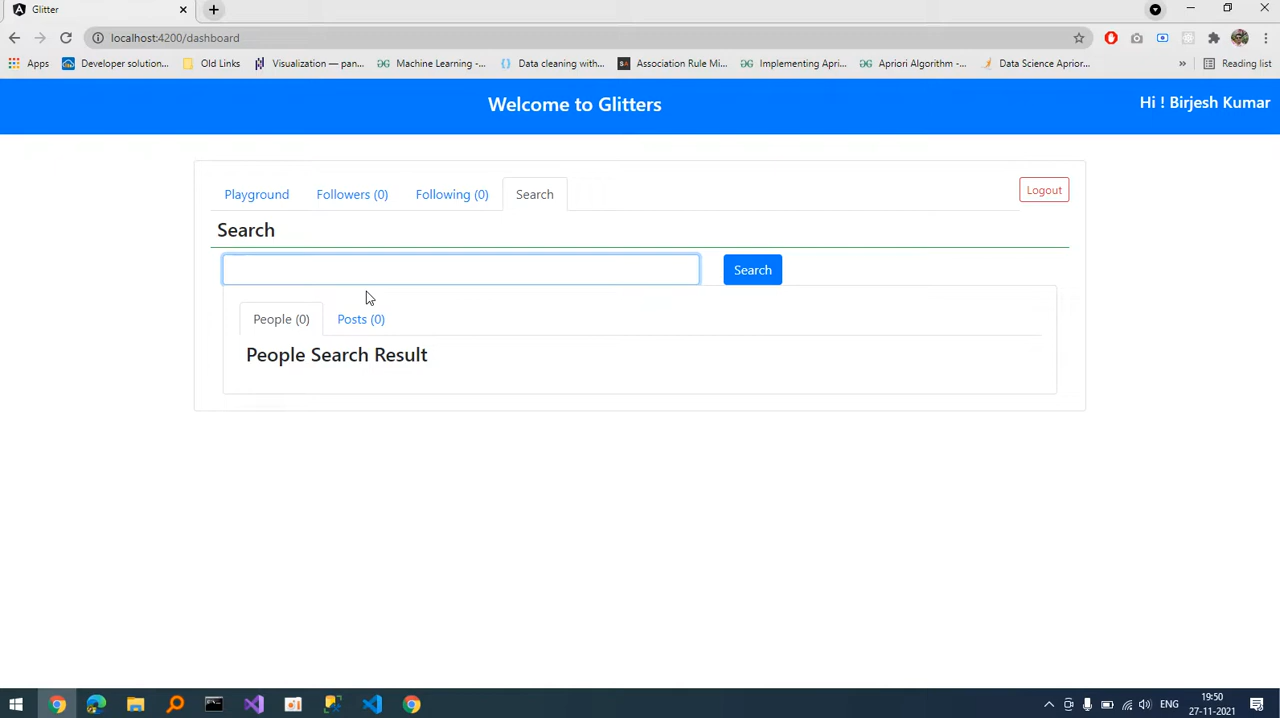 Glitter
localhost:4200/dashboard
Apps
Developer solution...
Old Links
Visualization — pan...
Machine Learning -...
Data cleaning with...
Association Rule Mi...
Implementing Apri...
Apriori Algorithm -...
Data Science Aprior...
»
Reading list
Welcome to Glitters
Hi ! Birjesh Kumar
Playground
Followers (0)
Following (0)
Search
Logout
Search
Search
People (0)
Posts (0)
People Search Result
ENG
19:50
27-11-2021